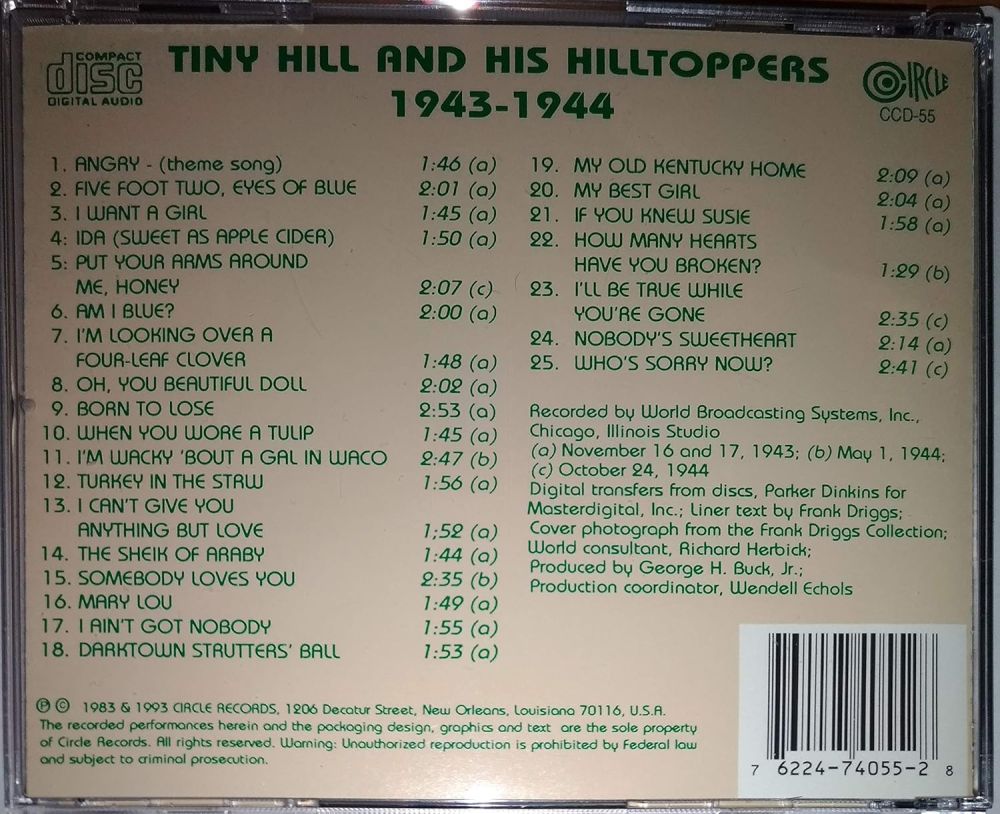 COMPACT
disc
DIGITAL AUDIO
TINY HILL AND HIS HILLTOPPERS
1943-1944
CIRCLE
CCD-55
1. ANGRY - (theme song) 1:46 (a)
2. FIVE FOOT TWO, EYES OF BLUE 2:01 (a)
3. I WANT A GIRL 1:45 (a)
4: IDA (SWEET AS APPLE CIDER) 1:50 (a)
5: PUT YOUR ARMS AROUND
ME, HONEY 2:07 (c)
6. AM I BLUE? 2:00 (a)
7. I'M LOOKING OVER A
FOUR-LEAF CLOVER 1:48 (a)
8. OH, YOU BEAUTIFUL DOLL 2:02 (a)
9. BORN TO LOSE 2:53 (a)
10. WHEN YOU WORE A TULIP 1:45 (a)
11. I'M WACKY 'BOUT A GAL IN WACO 2:47 (b)
12. TURKEY IN THE STRW 1:56 (a)
13. I CAN'T GIVE YOU
ANYTHING BUT LOVE 1;52 (a)
14. THE SHEIK OF ARABY 1:44 (a)
15. SOMEBODY LOVES YOU 2:35 (b)
16. MARY LOU 1:49 (a)
17. I AIN'T GOT NOBODY 1:55 (a)
18. DARKTOWN STRUTTERS' BALL 1:53 (a)
19. MY OLD KENTUCKY HOME 2:09 (a)
20. MY BEST GIRL 2:04 (a)
21. IF YOU KNEW SUSIE 1:58 (a)
22. HOW MANY HEARTS
HAVE YOU BROKEN? 1:29 (b)
23. I'LL BE TRUE WHILE
YOU'RE GONE 2:35 (c)
24. NOBODY'S SWEETHEART 2:14 (a)
25. WHO'S SORRY NOW? 2:41 (c)
Recorded by World Broadcasting Systems, Inc.,
Chicago, Illinois Studio
(a) November 16 and 17, 1943; (b) May 1, 1944;
(c) October 24, 1944
Digital transfers from discs, Parker Dinkins for
Masterdigital, Inc.; Liner text by Frank Driggs;
Cover photograph from the Frank Driggs Collection;
World consultant, Richard Herbick;
Produced by George H. Buck, Jr.;
Production coordinator, Wendell Echols
℗ © 1983 & 1993 CIRCLE RECORDS, 1206 Decatur Street, New Orleans, Louisiana 70116, U.S.A.
The recorded performances herein and the packaging design, graphics and text are the sole property
of Circle Records. All rights reserved. Warning: Unauthorized reproduction is prohibited by Federal law
and subject to criminal prosecution.
7 6224-74055-2 8